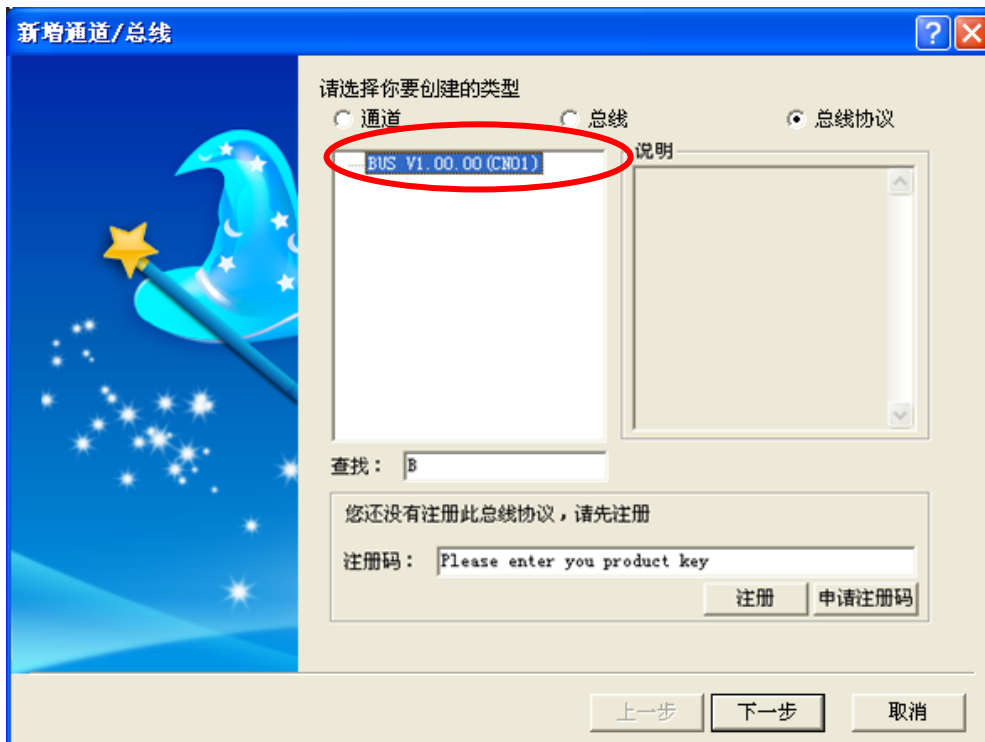 新增通道/总线
请选择你要创建的类型
通道 总线 总线协议
BUS V1.00.00(CN01)
说明
查找： B
您还没有注册此总线协议，请先注册
注册码： Please enter you product key
注册 申请注册码
上一步 下一步 取消